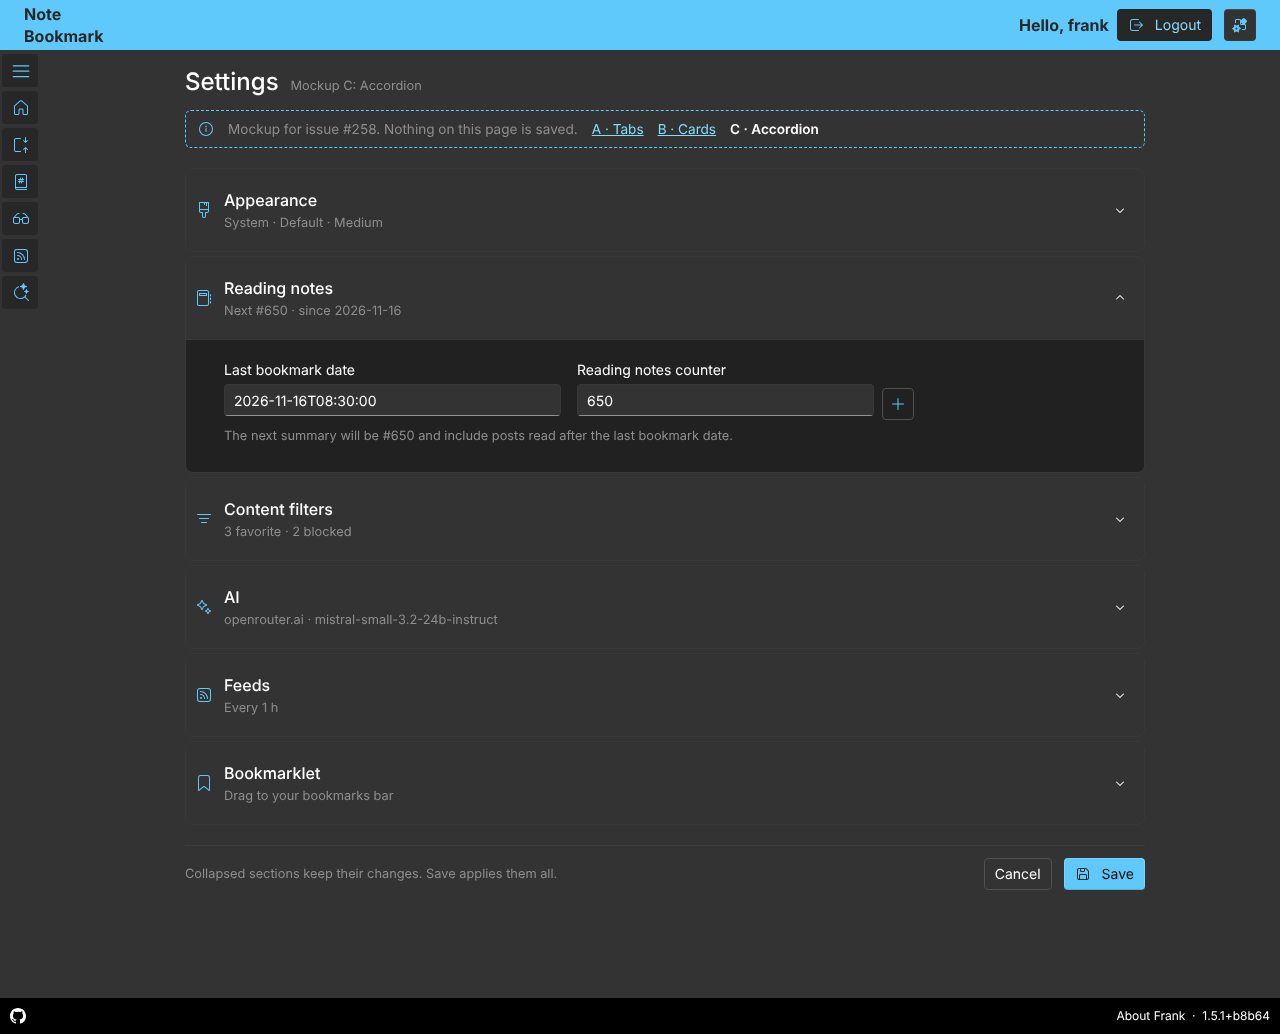 Note
Bookmark
Hello, frank
Logout
Settings
Mockup C: Accordion
Mockup for issue #258. Nothing on this page is saved. A · Tabs B · Cards C · Accordion
Appearance
System · Default · Medium
Reading notes
Next #650 · since 2026-11-16
Last bookmark date
Reading notes counter
2026-11-16T08:30:00
650
The next summary will be #650 and include posts read after the last bookmark date.
Content filters
3 favorite · 2 blocked
AI
openrouter.ai · mistral-small-3.2-24b-instruct
Feeds
Every 1 h
Bookmarklet
Drag to your bookmarks bar
Collapsed sections keep their changes. Save applies them all.
Cancel
Save
About Frank · 1.5.1+b8b64